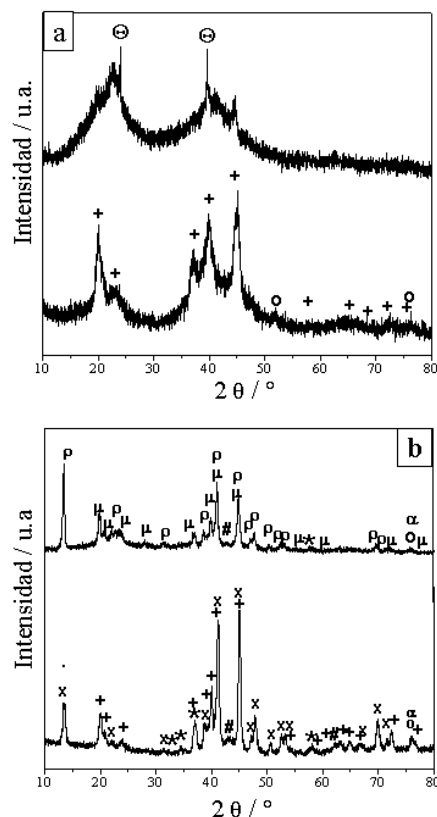 a
Θ Θ
Intensidad / u.a.
+ + + + + o + + + + + o
10 20 30 40 50 60 70 80
2 θ / °
b
ρ μ μ ρ μ μ ρ μ ρ μ ρ ρ μ # ρ μ ρ ρ ρ ρ μ * μ ρ ρ μ α o
Intensidad / u.a
x + + x + x * * + * + x + x + # x + x x x x + * + + # + + + x x x + α o +
10 20 30 40 50 60 70 80
2 θ / °